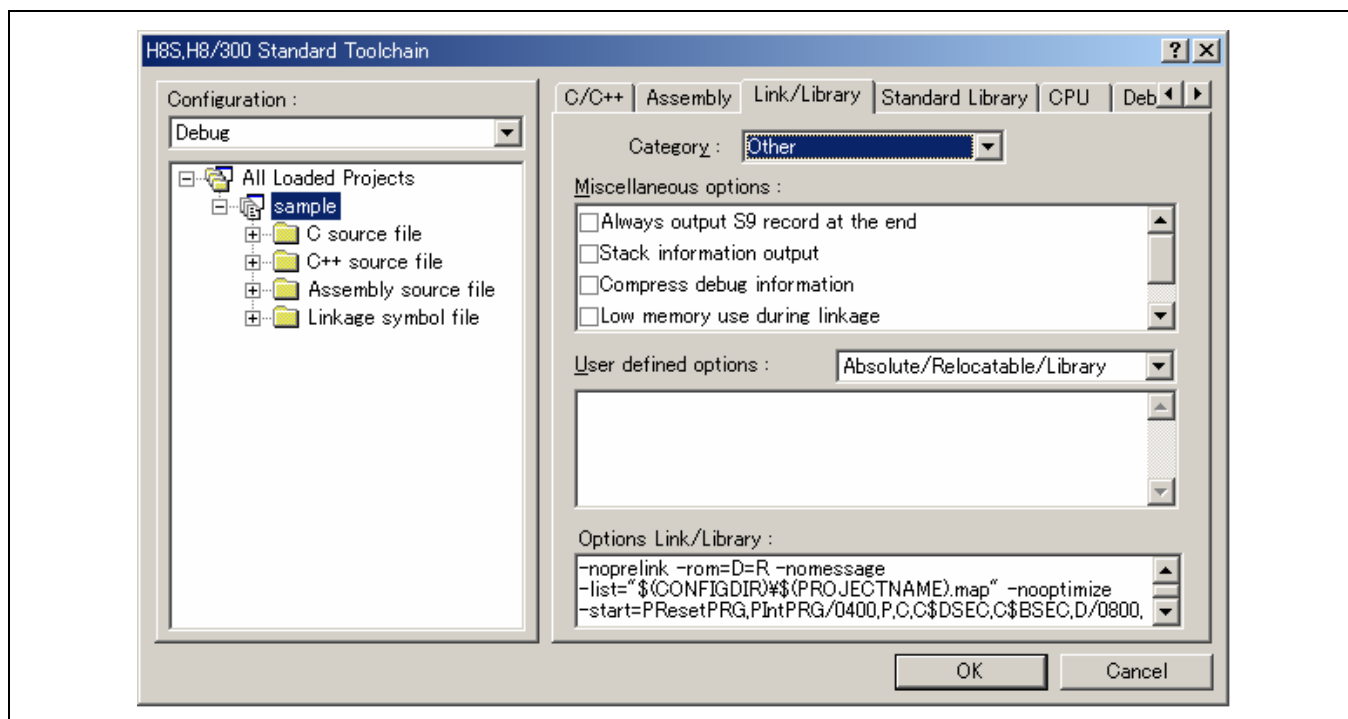 H8S,H8/300 Standard Toolchain
Configuration :
Debug
All Loaded Projects
sample
C source file
C++ source file
Assembly source file
Linkage symbol file
C/C++ Assembly Link/Library Standard Library CPU Deb
Category : Other
Miscellaneous options :
Always output S9 record at the end
Stack information output
Compress debug information
Low memory use during linkage
User defined options : Absolute/Relocatable/Library
Options Link/Library :
-noprelink -rom=D=R -nomessage
-list="$(CONFIGDIR)¥$(PROJECTNAME).map" -nooptimize
-start=PResetPRG,PIntPRG/0400,P,C,C$DSEC,C$BSEC,D/0800,
OK Cancel